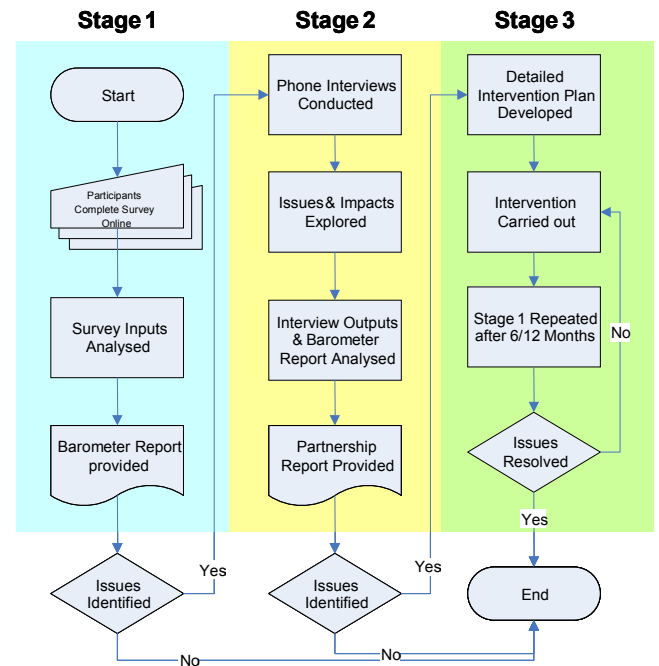 Stage 1
Start
Participants
Complete Survey
Online
Survey Inputs
Analysed
Barometer Report
provided
Issues
Identified
Yes
No
Stage 2
Phone Interviews
Conducted
Issues & Impacts
Explored
Interview Outputs
& Barometer
Report Analysed
Partnership
Report Provided
Issues
Identified
Yes
No
Stage 3
Detailed
Intervention Plan
Developed
Intervention
Carried out
Stage 1 Repeated
after 6/12 Months
No
Issues
Resolved
Yes
End